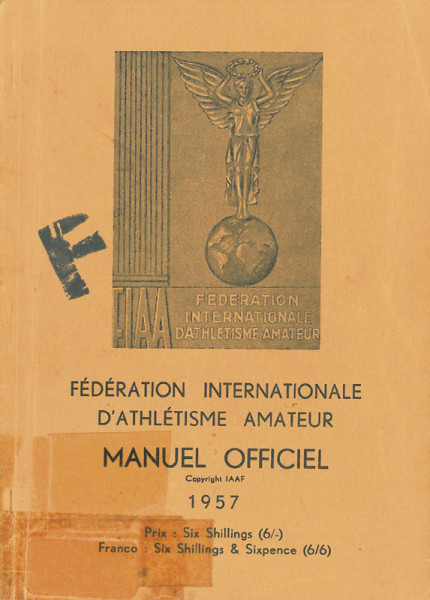 F
FIAA
FEDERATION
INTERNATIONALE
D'ATHLETISME AMATEUR
FÉDÉRATION INTERNATIONALE
D'ATHLÉTISME AMATEUR
MANUEL OFFICIEL
Copyright IAAF
1957
Prix : Six Shillings (6/-)
Franco : Six Shillings & Sixpence (6/6)